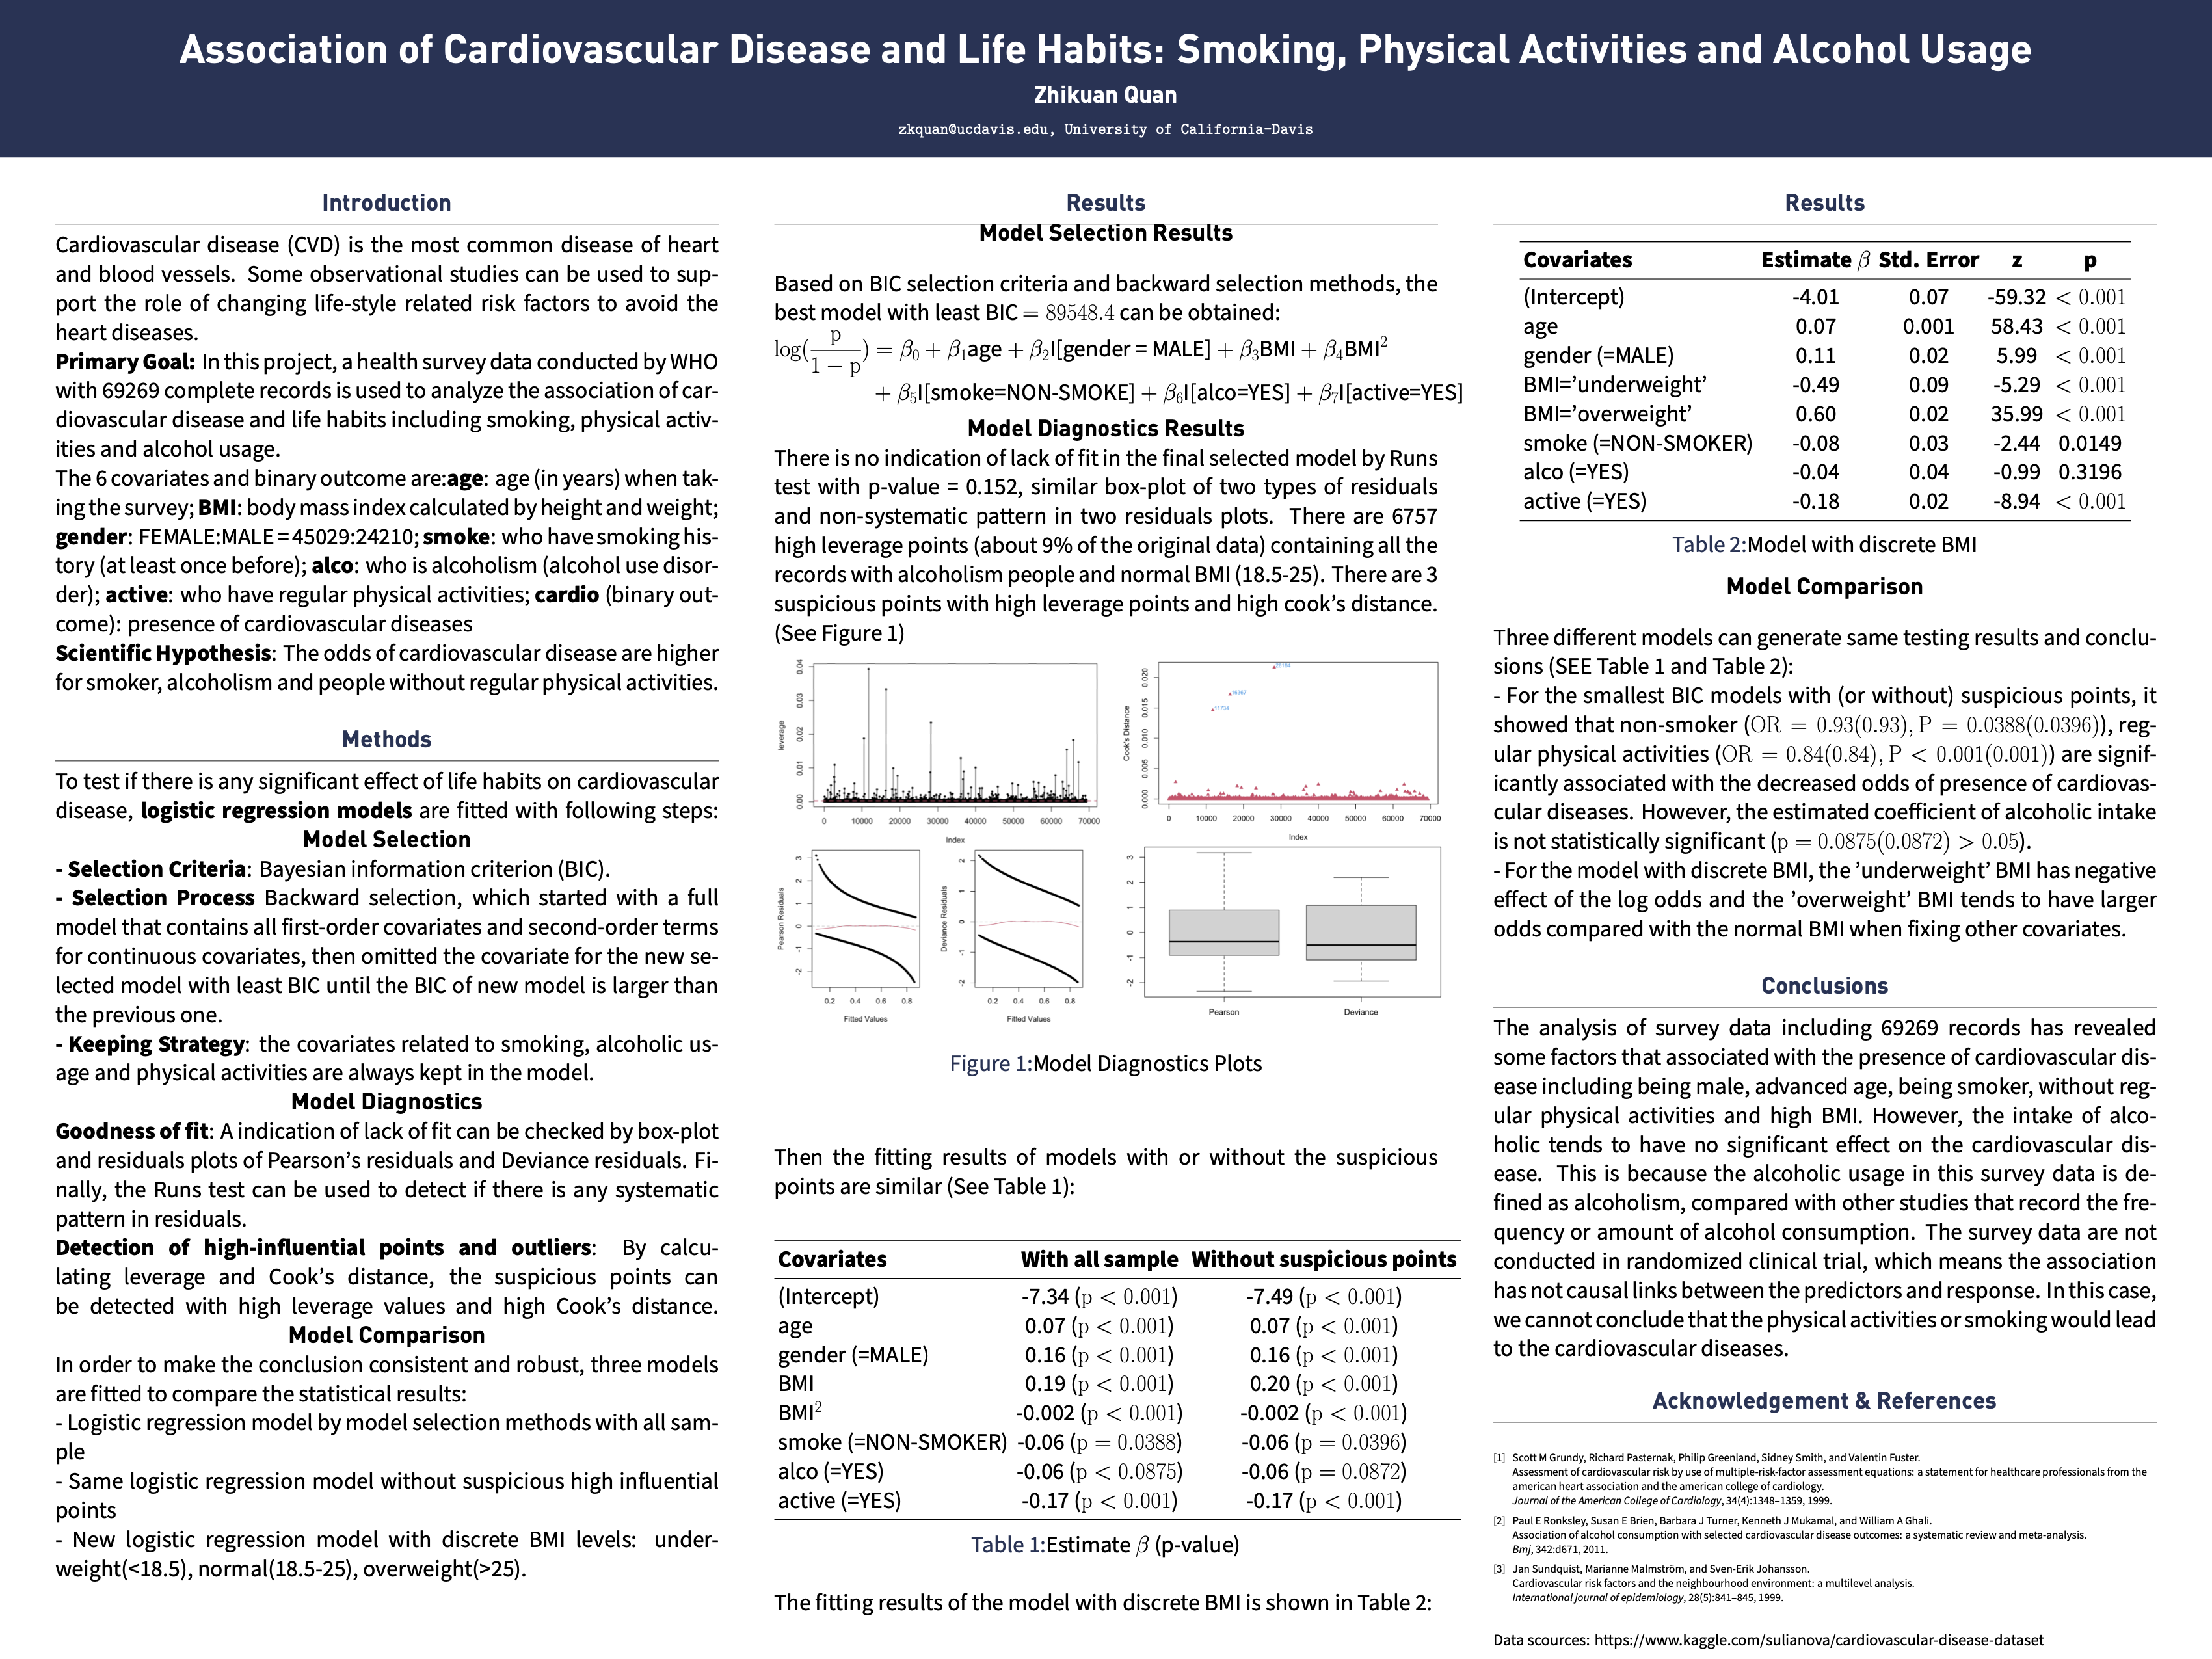 Association of Cardiovascular Disease and Life Habits: Smoking, Physical Activities and Alcohol Usage
Zhikuan Quan
zkquan@ucdavis.edu, University of California-Davis
Introduction
Cardiovascular disease (CVD) is the most common disease of heart
and blood vessels. Some observational studies can be used to sup-
port the role of changing life-style related risk factors to avoid the
heart diseases.
Primary Goal: In this project, a health survey data conducted by WHO
with 69269 complete records is used to analyze the association of car-
diovascular disease and life habits including smoking, physical activ-
ities and alcohol usage.
The 6 covariates and binary outcome are:age: age (in years) when tak-
ing the survey; BMI: body mass index calculated by height and weight;
gender: FEMALE:MALE = 45029:24210; smoke: who have smoking his-
tory (at least once before); alco: who is alcoholism (alcohol use disor-
der); active: who have regular physical activities; cardio (binary out-
come): presence of cardiovascular diseases
Scientific Hypothesis: The odds of cardiovascular disease are higher
for smoker, alcoholism and people without regular physical activities.
Methods
To test if there is any significant effect of life habits on cardiovascular
disease, logistic regression models are fitted with following steps:
Model Selection
- Selection Criteria: Bayesian information criterion (BIC).
- Selection Process Backward selection, which started with a full
model that contains all first-order covariates and second-order terms
for continuous covariates, then omitted the covariate for the new se-
lected model with least BIC until the BIC of new model is larger than
the previous one.
- Keeping Strategy: the covariates related to smoking, alcoholic us-
age and physical activities are always kept in the model.
Model Diagnostics
Goodness of fit: A indication of lack of fit can be checked by box-plot
and residuals plots of Pearson's residuals and Deviance residuals. Fi-
nally, the Runs test can be used to detect if there is any systematic
pattern in residuals.
Detection of high-influential points and outliers: By calcu-
lating leverage and Cook's distance, the suspicious points can
be detected with high leverage values and high Cook's distance.
Model Comparison
In order to make the conclusion consistent and robust, three models
are fitted to compare the statistical results:
- Logistic regression model by model selection methods with all sam-
ple
- Same logistic regression model without suspicious high influential
points
- New logistic regression model with discrete BMI levels: under-
weight(<18.5), normal(18.5-25), overweight(>25).
Results
Model Selection Results
Based on BIC selection criteria and backward selection methods, the
best model with least BIC = 89548.4 can be obtained:
log(p/(1 − p)) = β₀ + β₁age + β₂I[gender = MALE] + β₃BMI + β₄BMI²
+ β₅I[smoke=NON-SMOKE] + β₆I[alco=YES] + β₇I[active=YES]
Model Diagnostics Results
There is no indication of lack of fit in the final selected model by Runs
test with p-value = 0.152, similar box-plot of two types of residuals
and non-systematic pattern in two residuals plots. There are 6757
high leverage points (about 9% of the original data) containing all the
records with alcoholism people and normal BMI (18.5-25). There are 3
suspicious points with high leverage points and high cook's distance.
(See Figure 1)
leverage
0.04
0.03
0.02
0.01
0.00
0 10000 20000 30000 40000 50000 60000 70000
Index
Cook's Distance
0.020
0.015
0.010
0.005
0.000
11734
0 10000 20000 30000 40000 50000 60000 70000
Index
Pearson Residuals
3
2
1
0
-1
-2
0.2 0.4 0.6 0.8
Fitted Values
Deviance Residuals
2
1
0
-1
-2
0.2 0.4 0.6 0.8
Fitted Values
3
2
1
0
-1
-2
Pearson Deviance
Figure 1:Model Diagnostics Plots
Then the fitting results of models with or without the suspicious
points are similar (See Table 1):
Covariates With all sample Without suspicious points
(Intercept) -7.34 (p < 0.001) -7.49 (p < 0.001)
age 0.07 (p < 0.001) 0.07 (p < 0.001)
gender (=MALE) 0.16 (p < 0.001) 0.16 (p < 0.001)
BMI 0.19 (p < 0.001) 0.20 (p < 0.001)
BMI² -0.002 (p < 0.001) -0.002 (p < 0.001)
smoke (=NON-SMOKER) -0.06 (p = 0.0388) -0.06 (p = 0.0396)
alco (=YES) -0.06 (p < 0.0875) -0.06 (p = 0.0872)
active (=YES) -0.17 (p < 0.001) -0.17 (p < 0.001)
Table 1:Estimate β (p-value)
The fitting results of the model with discrete BMI is shown in Table 2:
Results
Covariates Estimate β Std. Error z p
(Intercept) -4.01 0.07 -59.32 < 0.001
age 0.07 0.001 58.43 < 0.001
gender (=MALE) 0.11 0.02 5.99 < 0.001
BMI='underweight' -0.49 0.09 -5.29 < 0.001
BMI='overweight' 0.60 0.02 35.99 < 0.001
smoke (=NON-SMOKER) -0.08 0.03 -2.44 0.0149
alco (=YES) -0.04 0.04 -0.99 0.3196
active (=YES) -0.18 0.02 -8.94 < 0.001
Table 2:Model with discrete BMI
Model Comparison
Three different models can generate same testing results and conclu-
sions (SEE Table 1 and Table 2):
- For the smallest BIC models with (or without) suspicious points, it
showed that non-smoker (OR = 0.93(0.93), P = 0.0388(0.0396)), reg-
ular physical activities (OR = 0.84(0.84), P < 0.001(0.001)) are signif-
icantly associated with the decreased odds of presence of cardiovas-
cular diseases. However, the estimated coefficient of alcoholic intake
is not statistically significant (p = 0.0875(0.0872) > 0.05).
- For the model with discrete BMI, the 'underweight' BMI has negative
effect of the log odds and the 'overweight' BMI tends to have larger
odds compared with the normal BMI when fixing other covariates.
Conclusions
The analysis of survey data including 69269 records has revealed
some factors that associated with the presence of cardiovascular dis-
ease including being male, advanced age, being smoker, without reg-
ular physical activities and high BMI. However, the intake of alco-
holic tends to have no significant effect on the cardiovascular dis-
ease. This is because the alcoholic usage in this survey data is de-
fined as alcoholism, compared with other studies that record the fre-
quency or amount of alcohol consumption. The survey data are not
conducted in randomized clinical trial, which means the association
has not causal links between the predictors and response. In this case,
we cannot conclude that the physical activities or smoking would lead
to the cardiovascular diseases.
Acknowledgement & References
[1] Scott M Grundy, Richard Pasternak, Philip Greenland, Sidney Smith, and Valentin Fuster.
Assessment of cardiovascular risk by use of multiple-risk-factor assessment equations: a statement for healthcare professionals from the
american heart association and the american college of cardiology.
Journal of the American College of Cardiology, 34(4):1348–1359, 1999.
[2] Paul E Ronksley, Susan E Brien, Barbara J Turner, Kenneth J Mukamal, and William A Ghali.
Association of alcohol consumption with selected cardiovascular disease outcomes: a systematic review and meta-analysis.
Bmj, 342:d671, 2011.
[3] Jan Sundquist, Marianne Malmström, and Sven-Erik Johansson.
Cardiovascular risk factors and the neighbourhood environment: a multilevel analysis.
International journal of epidemiology, 28(5):841–845, 1999.
Data scources: https://www.kaggle.com/sulianova/cardiovascular-disease-dataset